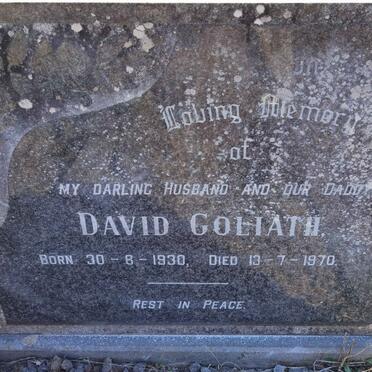 In
Loving Memory
of
MY DARLING HUSBAND AND OUR DADDY
DAVID GOLIATH.
BORN 30-8-1930, DIED 13-7-1970.
REST IN PEACE.